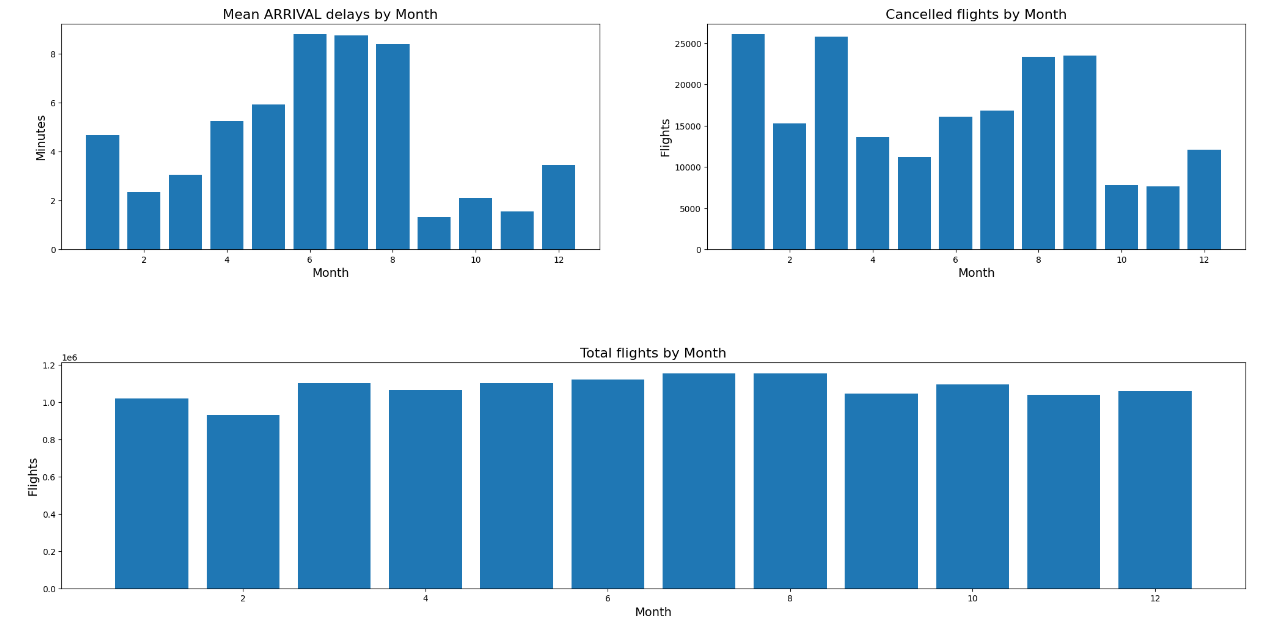 Mean ARRIVAL delays by Month
Minutes
8
6
4
2
0
2 4 6 8 10 12
Month
Cancelled flights by Month
Flights
25000
20000
15000
10000
5000
0
2 4 6 8 10 12
Month
Total flights by Month
1e6
Flights
1.2
1.0
0.8
0.6
0.4
0.2
0.0
2 4 6 8 10 12
Month